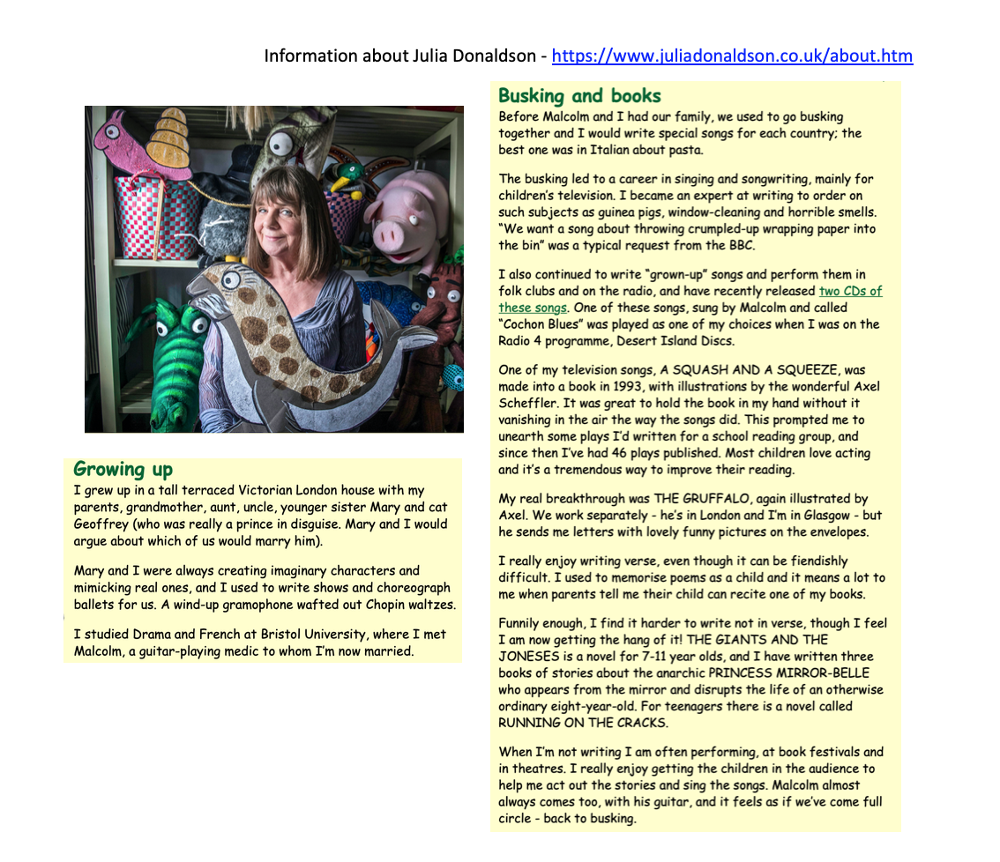 Information about Julia Donaldson - https://www.juliadonaldson.co.uk/about.htm
Growing up
I grew up in a tall terraced Victorian London house with my
parents, grandmother, aunt, uncle, younger sister Mary and cat
Geoffrey (who was really a prince in disguise. Mary and I would
argue about which of us would marry him).
Mary and I were always creating imaginary characters and
mimicking real ones, and I used to write shows and choreograph
ballets for us. A wind-up gramophone wafted out Chopin waltzes.
I studied Drama and French at Bristol University, where I met
Malcolm, a guitar-playing medic to whom I'm now married.
Busking and books
Before Malcolm and I had our family, we used to go busking
together and I would write special songs for each country; the
best one was in Italian about pasta.
The busking led to a career in singing and songwriting, mainly for
children's television. I became an expert at writing to order on
such subjects as guinea pigs, window-cleaning and horrible smells.
“We want a song about throwing crumpled-up wrapping paper into
the bin” was a typical request from the BBC.
I also continued to write “grown-up” songs and perform them in
folk clubs and on the radio, and have recently released two CDs of
these songs. One of these songs, sung by Malcolm and called
“Cochon Blues” was played as one of my choices when I was on the
Radio 4 programme, Desert Island Discs.
One of my television songs, A SQUASH AND A SQUEEZE, was
made into a book in 1993, with illustrations by the wonderful Axel
Scheffler. It was great to hold the book in my hand without it
vanishing in the air the way the songs did. This prompted me to
unearth some plays I'd written for a school reading group, and
since then I've had 46 plays published. Most children love acting
and it's a tremendous way to improve their reading.
My real breakthrough was THE GRUFFALO, again illustrated by
Axel. We work separately - he's in London and I'm in Glasgow - but
he sends me letters with lovely funny pictures on the envelopes.
I really enjoy writing verse, even though it can be fiendishly
difficult. I used to memorise poems as a child and it means a lot to
me when parents tell me their child can recite one of my books.
Funnily enough, I find it harder to write not in verse, though I feel
I am now getting the hang of it! THE GIANTS AND THE
JONESES is a novel for 7-11 year olds, and I have written three
books of stories about the anarchic PRINCESS MIRROR-BELLE
who appears from the mirror and disrupts the life of an otherwise
ordinary eight-year-old. For teenagers there is a novel called
RUNNING ON THE CRACKS.
When I'm not writing I am often performing, at book festivals and
in theatres. I really enjoy getting the children in the audience to
help me act out the stories and sing the songs. Malcolm almost
always comes too, with his guitar, and it feels as if we've come full
circle - back to busking.